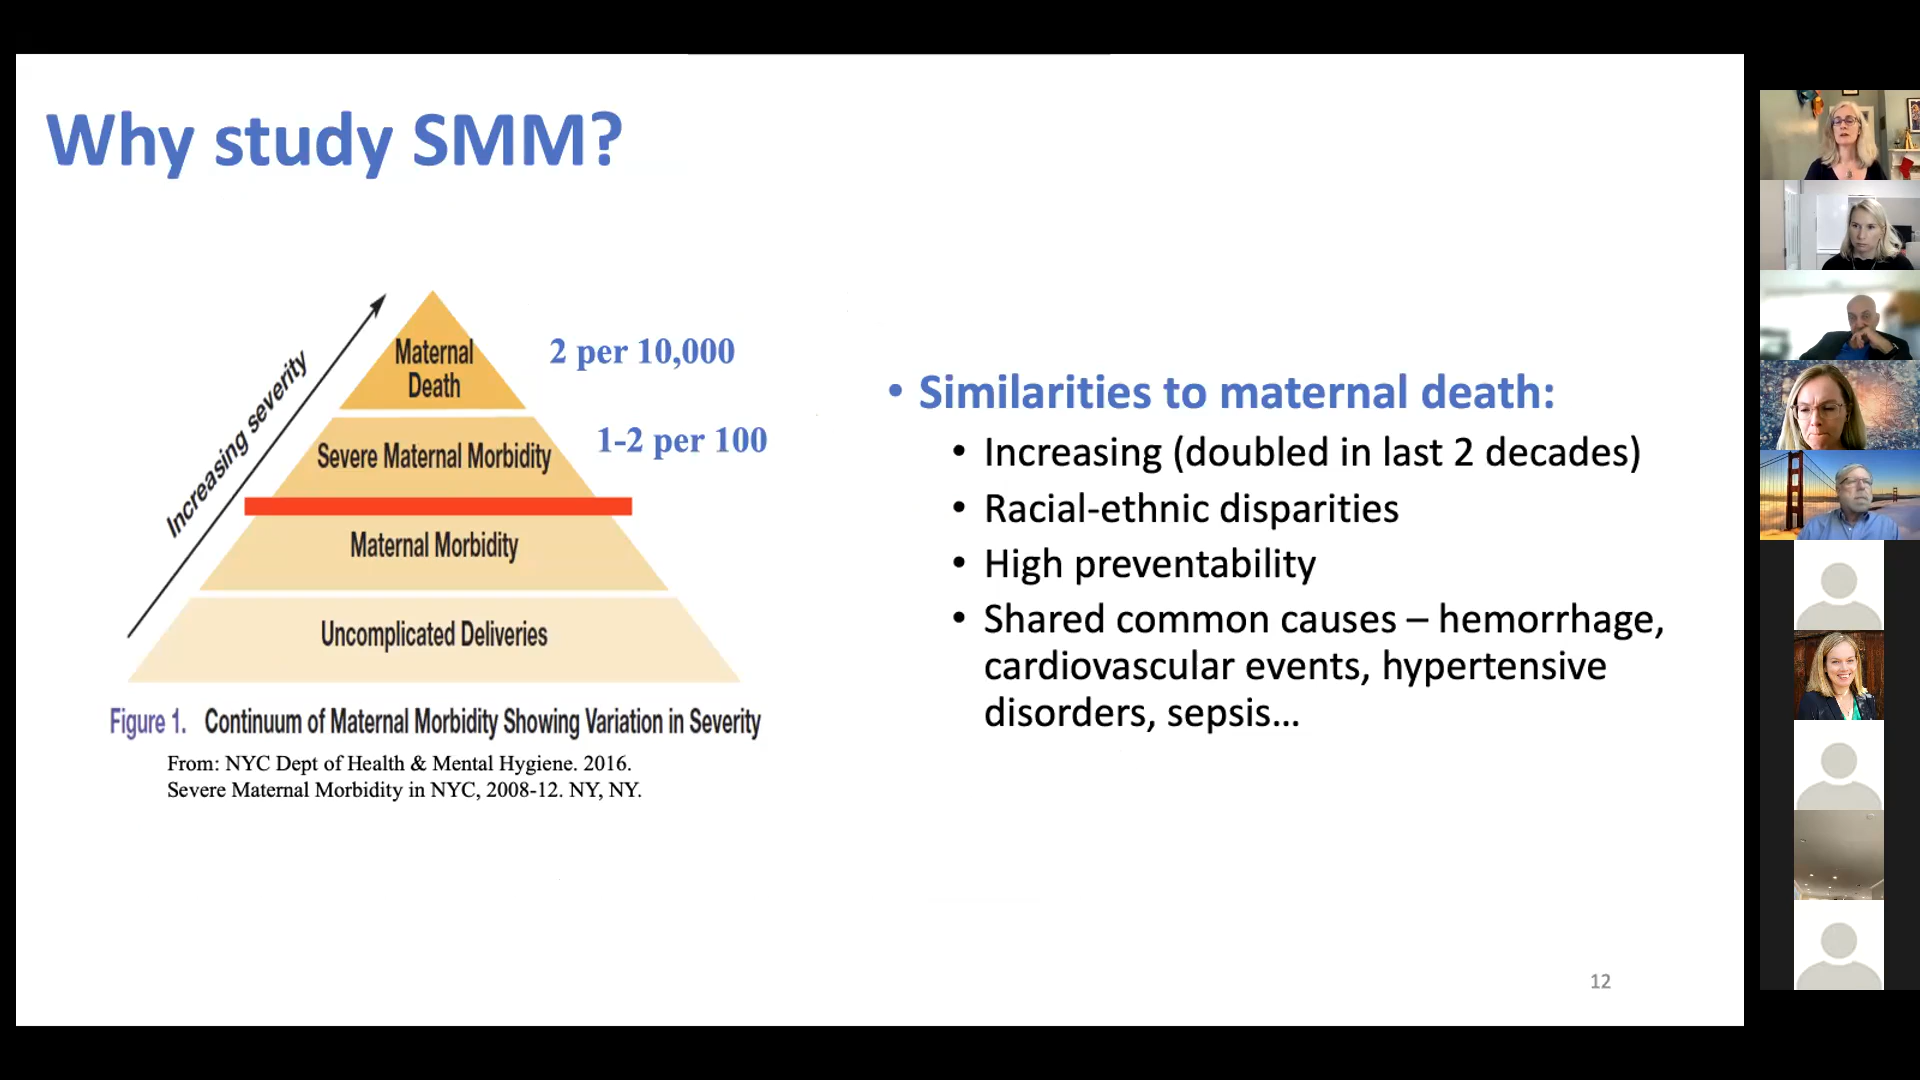 Why study SMM?
Increasing severity
Maternal
Death
2 per 10,000
Severe Maternal Morbidity
1-2 per 100
Maternal Morbidity
Uncomplicated Deliveries
Figure 1. Continuum of Maternal Morbidity Showing Variation in Severity
From: NYC Dept of Health & Mental Hygiene. 2016.
Severe Maternal Morbidity in NYC, 2008-12. NY, NY.
• Similarities to maternal death:
• Increasing (doubled in last 2 decades)
• Racial-ethnic disparities
• High preventability
• Shared common causes – hemorrhage,
cardiovascular events, hypertensive
disorders, sepsis...
12